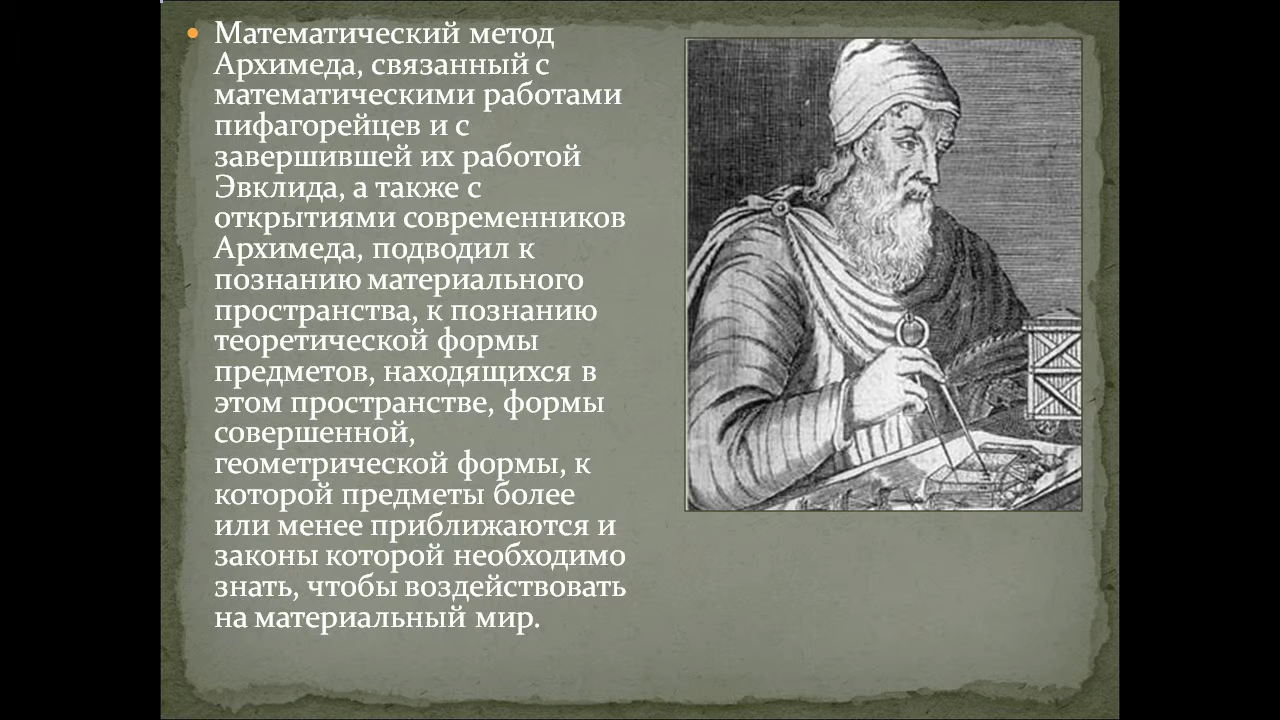 Математический метод
Архимеда, связанный с
математическими работами
пифагорейцев и с
завершившей их работой
Эвклида, а также с
открытиями современников
Архимеда, подводил к
познанию материального
пространства, к познанию
теоретической формы
предметов, находящихся в
этом пространстве, формы
совершенной,
геометрической формы, к
которой предметы более
или менее приближаются и
законы которой необходимо
знать, чтобы воздействовать
на материальный мир.